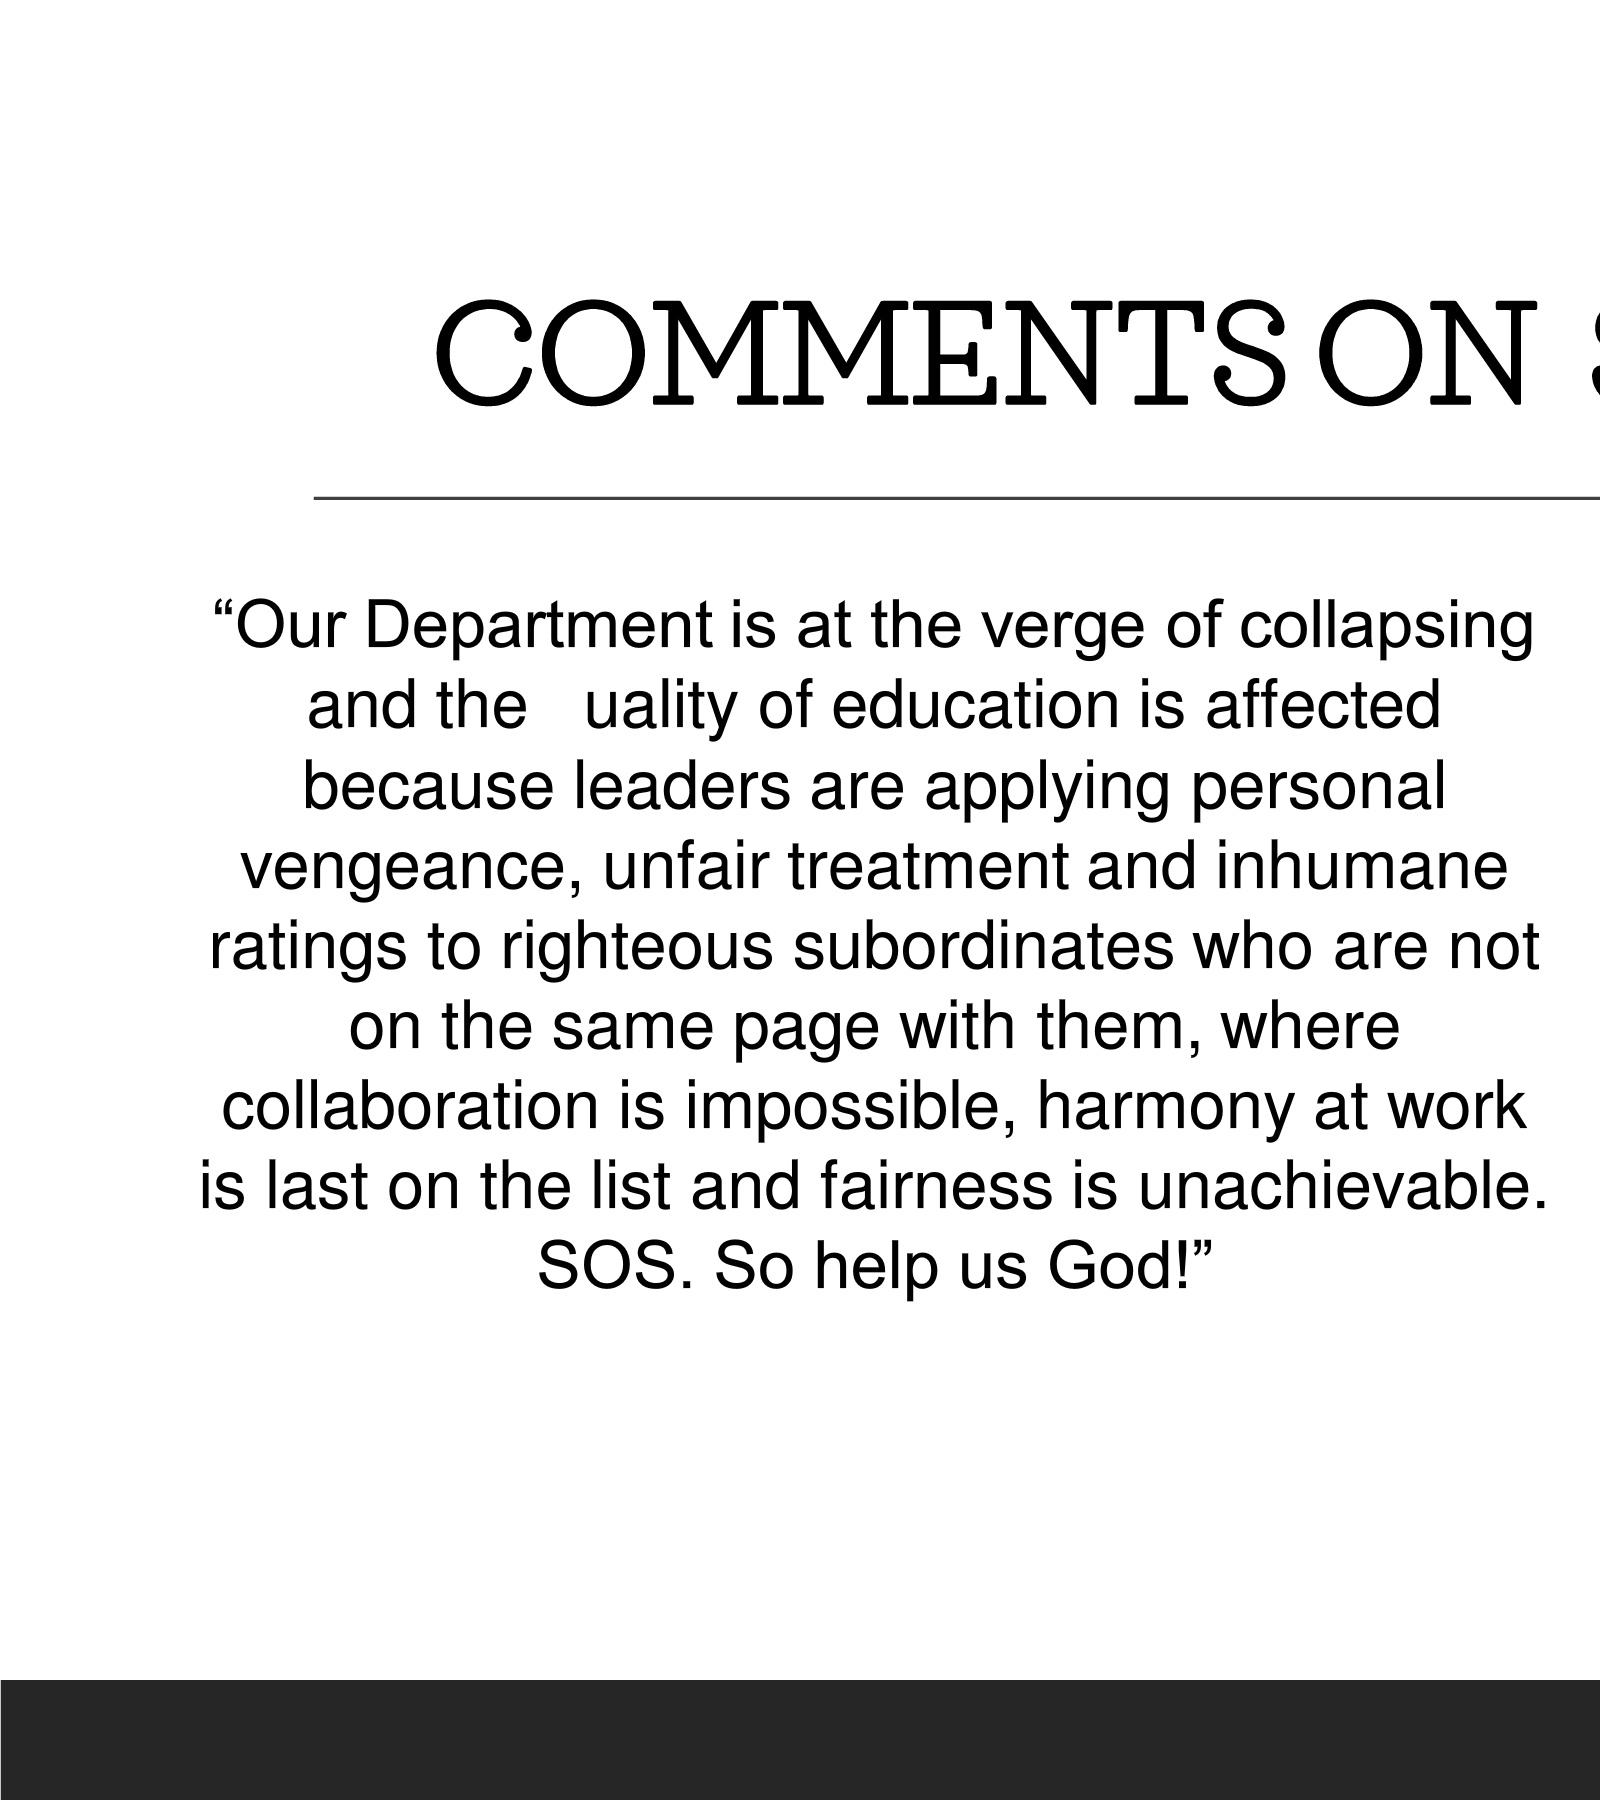 COMMENTS ON
“Our Department is at the verge of collapsing
and the uality of education is affected
because leaders are applying personal
vengeance, unfair treatment and inhumane
ratings to righteous subordinates who are not
on the same page with them, where
collaboration is impossible, harmony at work
is last on the list and fairness is unachievable.
SOS. So help us God!”